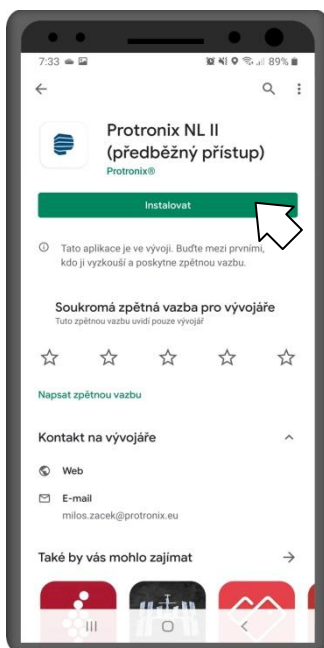 7:33
89%
Protronix NL II
(předběžný přístup)
Protronix®
Instalovat
Tato aplikace je ve vývoji. Buďte mezi prvními,
kdo ji vyzkouší a poskytne zpětnou vazbu.
Soukromá zpětná vazba pro vývojáře
Tuto zpětnou vazbu uvidí pouze vývojář
Napsat zpětnou vazbu
Kontakt na vývojáře
Web
E-mail
milos.zacek@protronix.eu
Také by vás mohlo zajímat